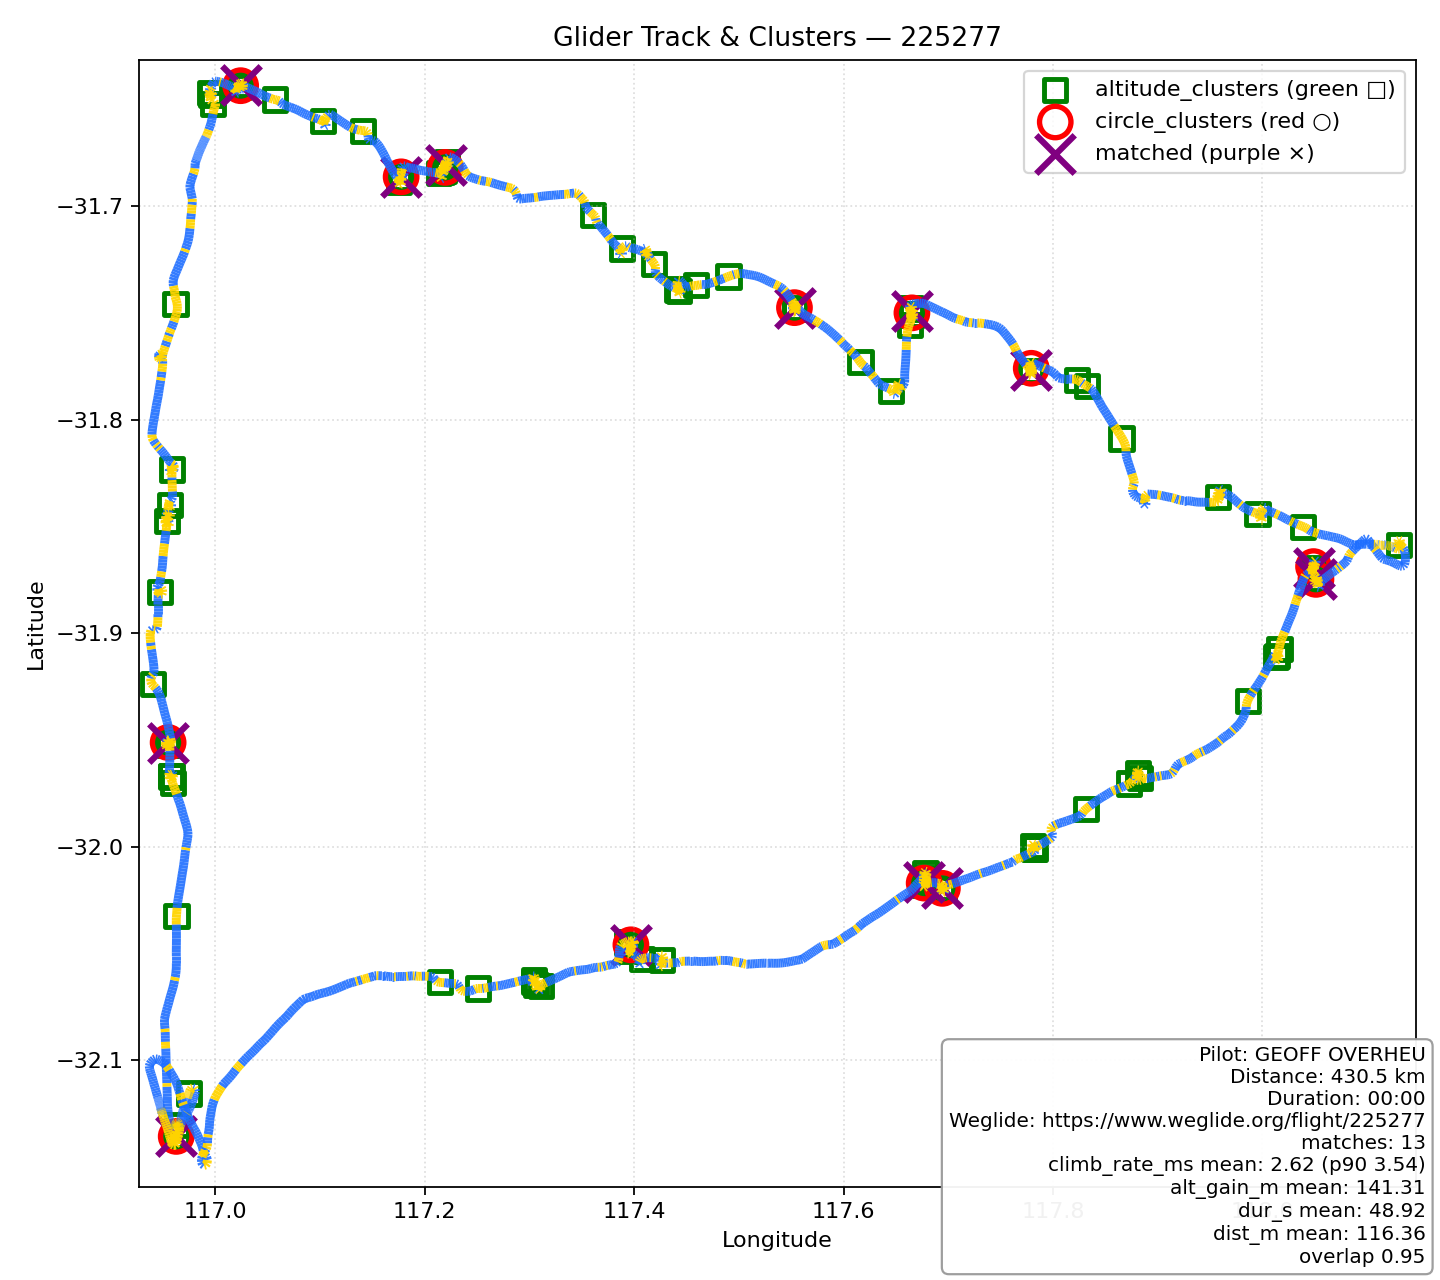 Glider Track & Clusters — 225277
altitude_clusters (green □)
circle_clusters (red ○)
matched (purple ×)
Latitude
−31.7
−31.8
−31.9
−32.0
−32.1
117.0
117.2
117.4
117.6
117.8
Longitude
Pilot: GEOFF OVERHEU
Distance: 430.5 km
Duration: 00:00
Weglide: https://www.weglide.org/flight/225277
matches: 13
climb_rate_ms mean: 2.62 (p90 3.54)
alt_gain_m mean: 141.31
dur_s mean: 48.92
dist_m mean: 116.36
overlap 0.95